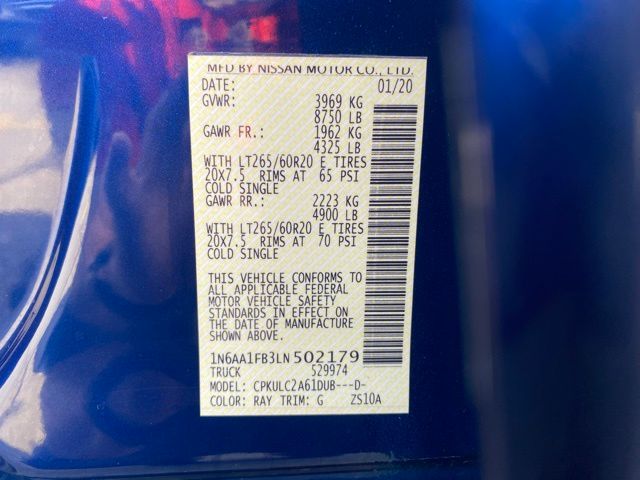 MFD BY NISSAN MOTOR CO., LTD.
DATE: 01/20
GVWR: 3969 KG
8750 LB
GAWR FR.: 1962 KG
4325 LB
WITH LT265/60R20 E TIRES
20X7.5 RIMS AT 65 PSI
COLD SINGLE
GAWR RR.: 2223 KG
4900 LB
WITH LT265/60R20 E TIRES
20X7.5 RIMS AT 70 PSI
COLD SINGLE
THIS VEHICLE CONFORMS TO
ALL APPLICABLE FEDERAL
MOTOR VEHICLE SAFETY
STANDARDS IN EFFECT ON
THE DATE OF MANUFACTURE
1N6AA1FB3LN502179
TRUCK 529974
MODEL: CPKULC2A61DUB---D-
COLOR: RAY TRIM: G ZS10A